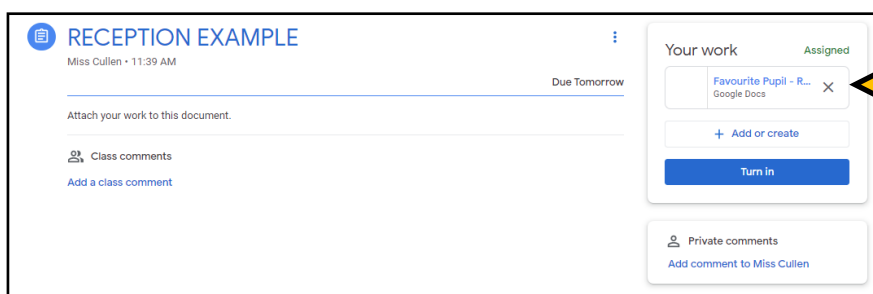 RECEPTION EXAMPLE
Miss Cullen • 11:39 AM
Due Tomorrow
Attach your work to this document.
Class comments
Add a class comment
Your work
Assigned
Favourite Pupil - R...
Google Docs
+ Add or create
Turn in
Private comments
Add comment to Miss Cullen